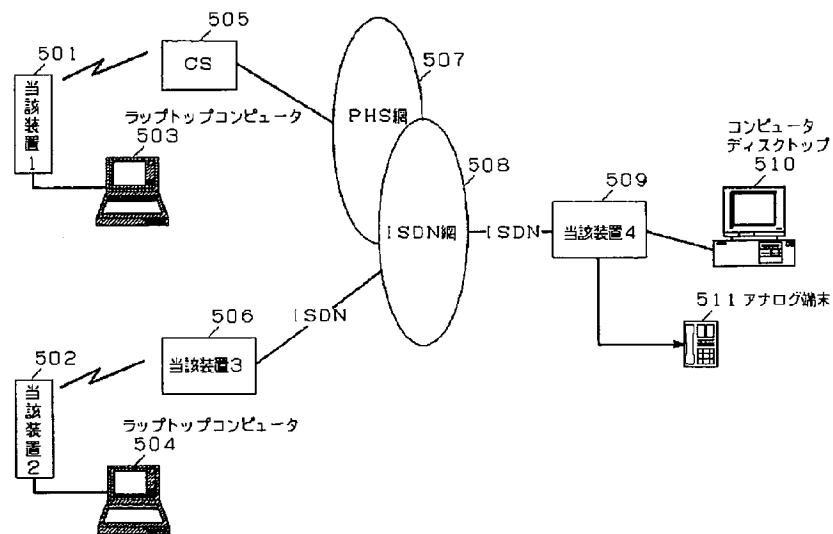 505
501
CS
507
当該装置1
ラップトップコンピュータ
503
PHS網
508
コンピュータ
ディスクトップ
510
509
ISDN網
ISDN
当該装置4
511 アナログ端末
506
ISDN
502
当該装置3
当該装置2
ラップトップコンピュータ
504